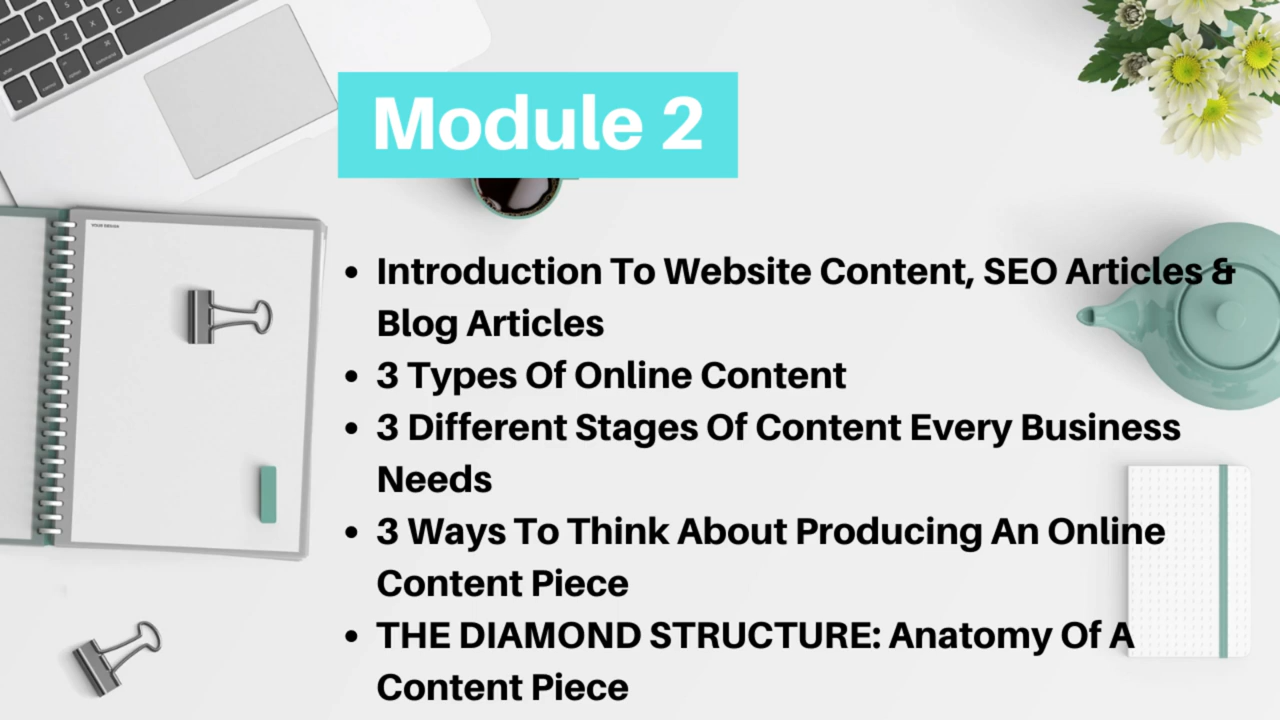 Module 2
• Introduction To Website Content, SEO Articles &
Blog Articles
• 3 Types Of Online Content
• 3 Different Stages Of Content Every Business
Needs
• 3 Ways To Think About Producing An Online
Content Piece
• THE DIAMOND STRUCTURE: Anatomy Of A
Content Piece
YOUR DESIGN